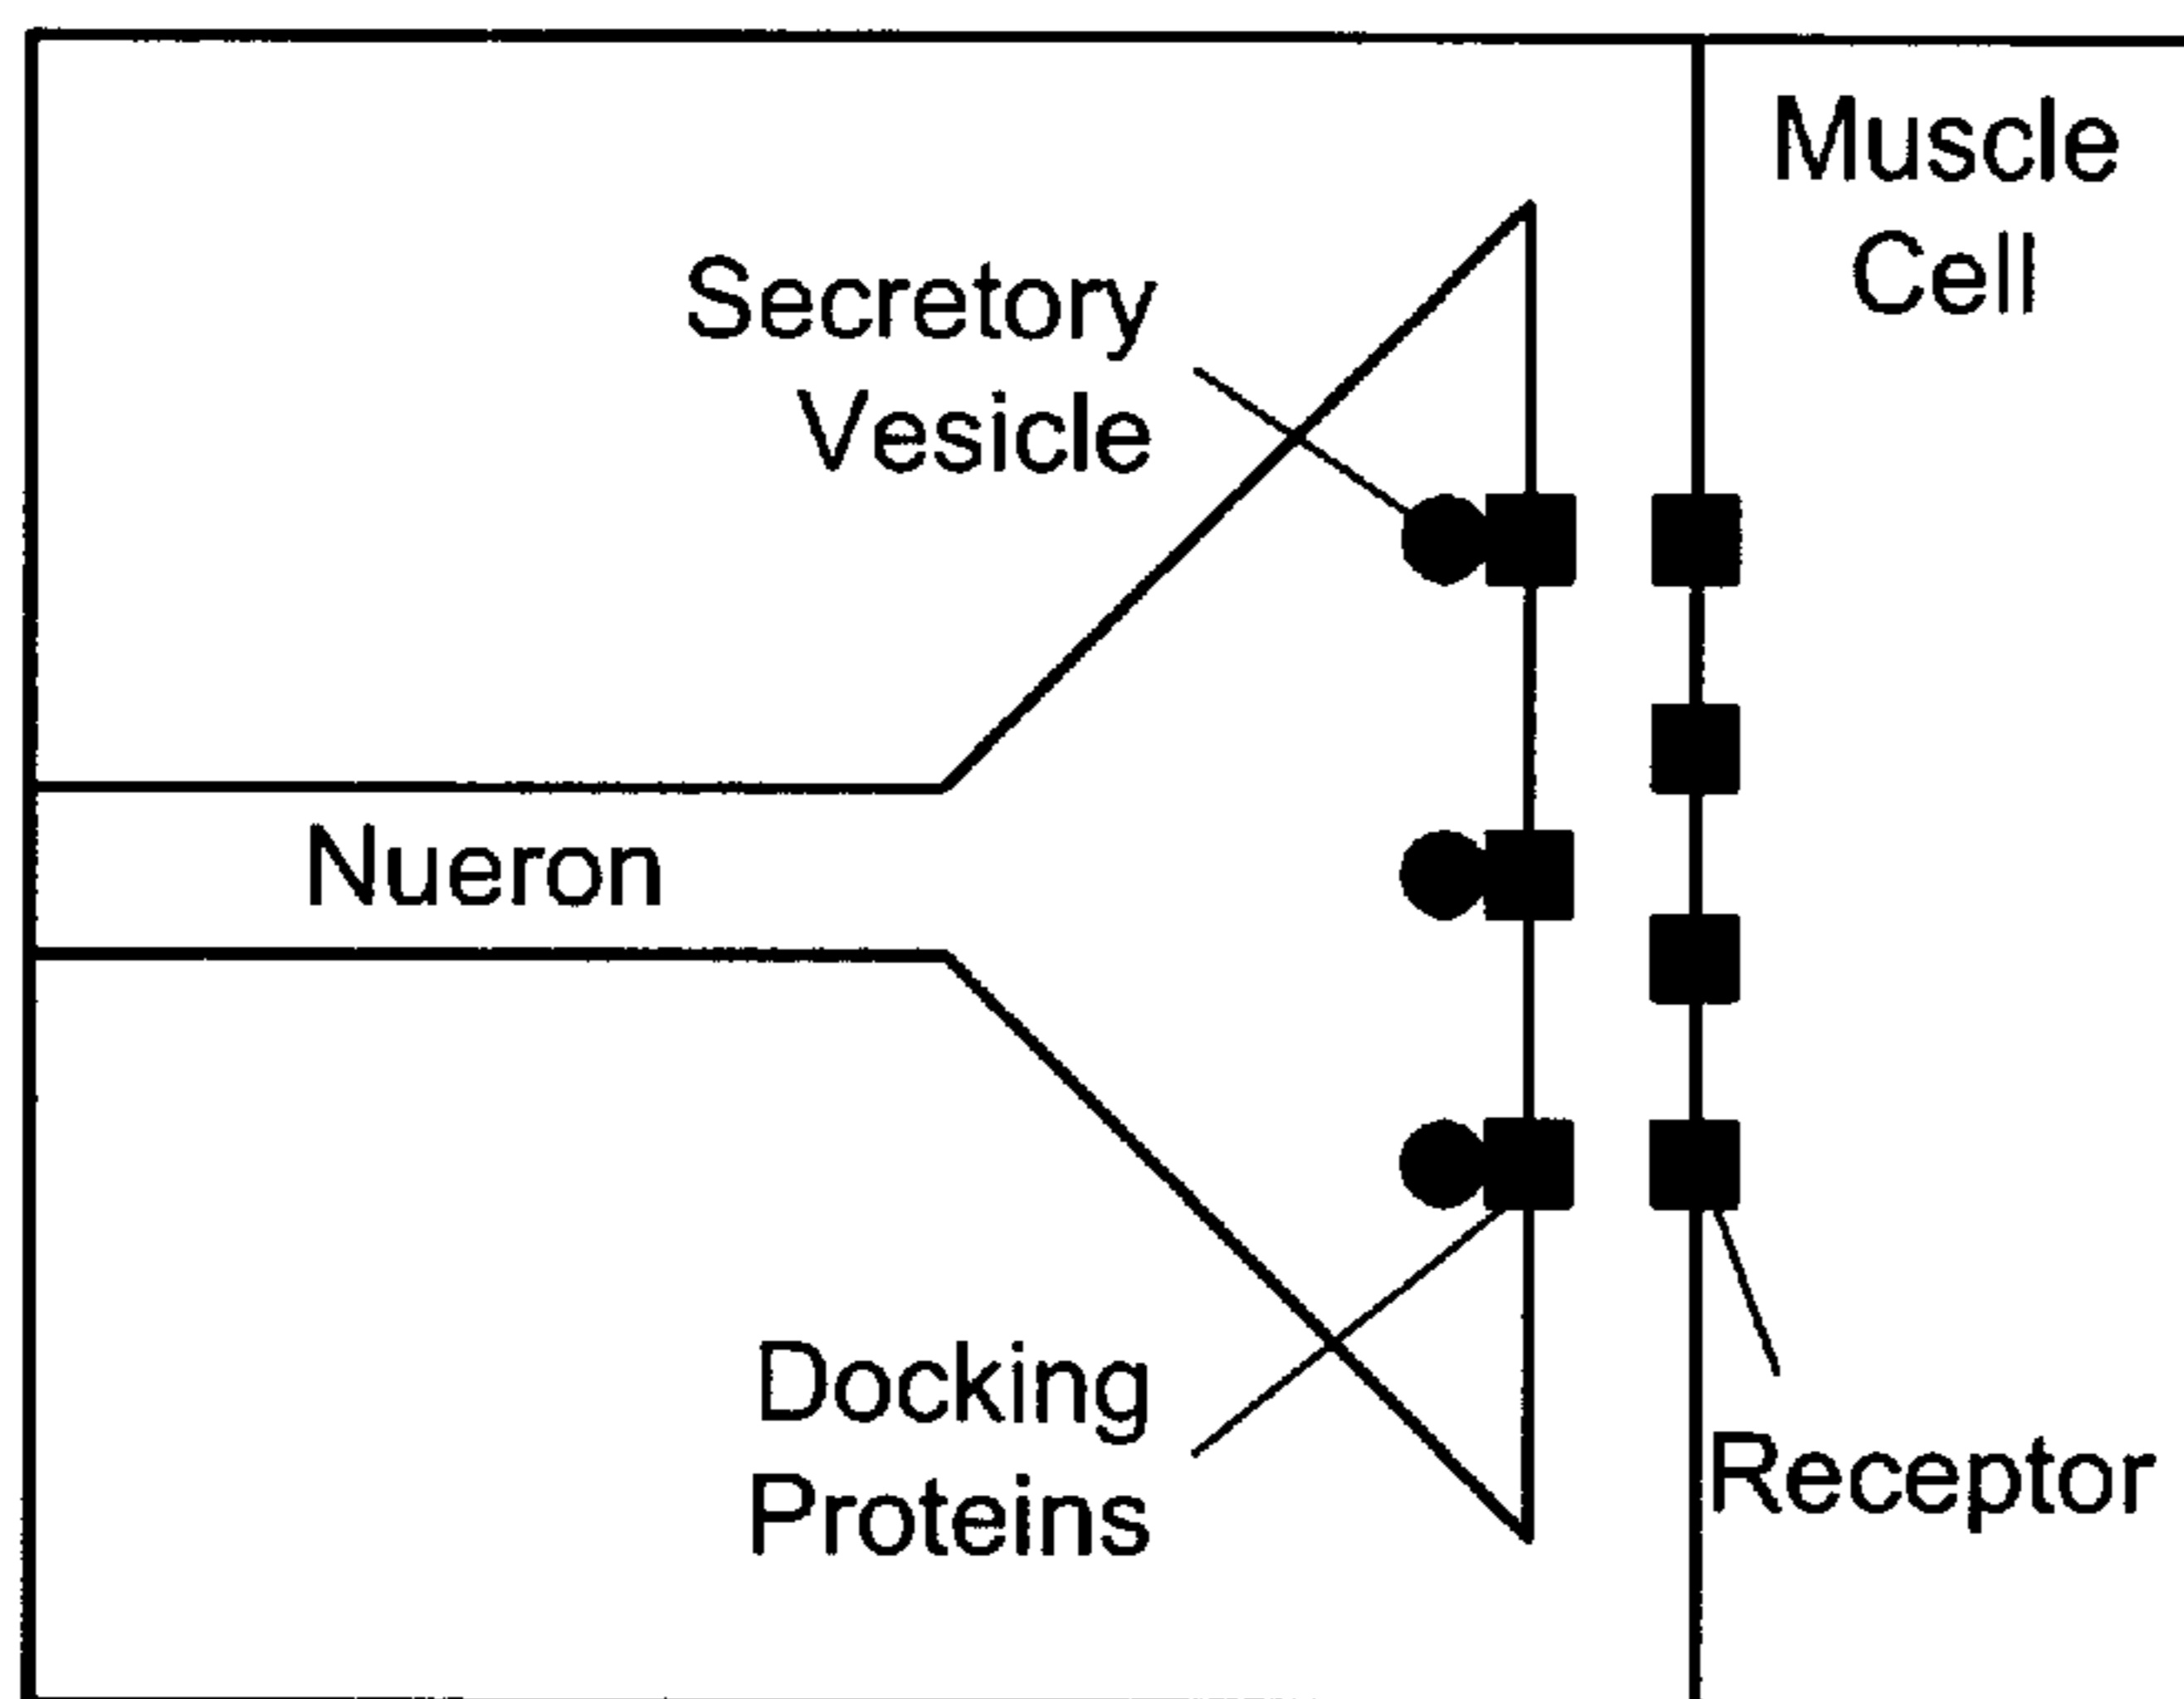 Muscle
Cell
Secretory
Vesicle
Nueron
Docking
Proteins
Receptor